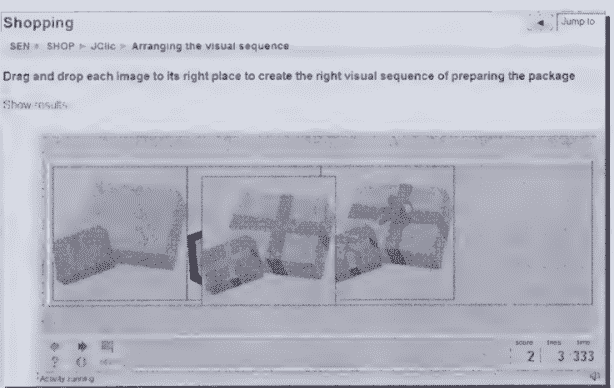 Shopping
Jump to
SEN » SHOP ► JClic ► Arranging the visual sequence
Drag and drop each image to its right place to create the right visual sequence of preparing the package
Show results
score tries time
2 3 333
Activity running